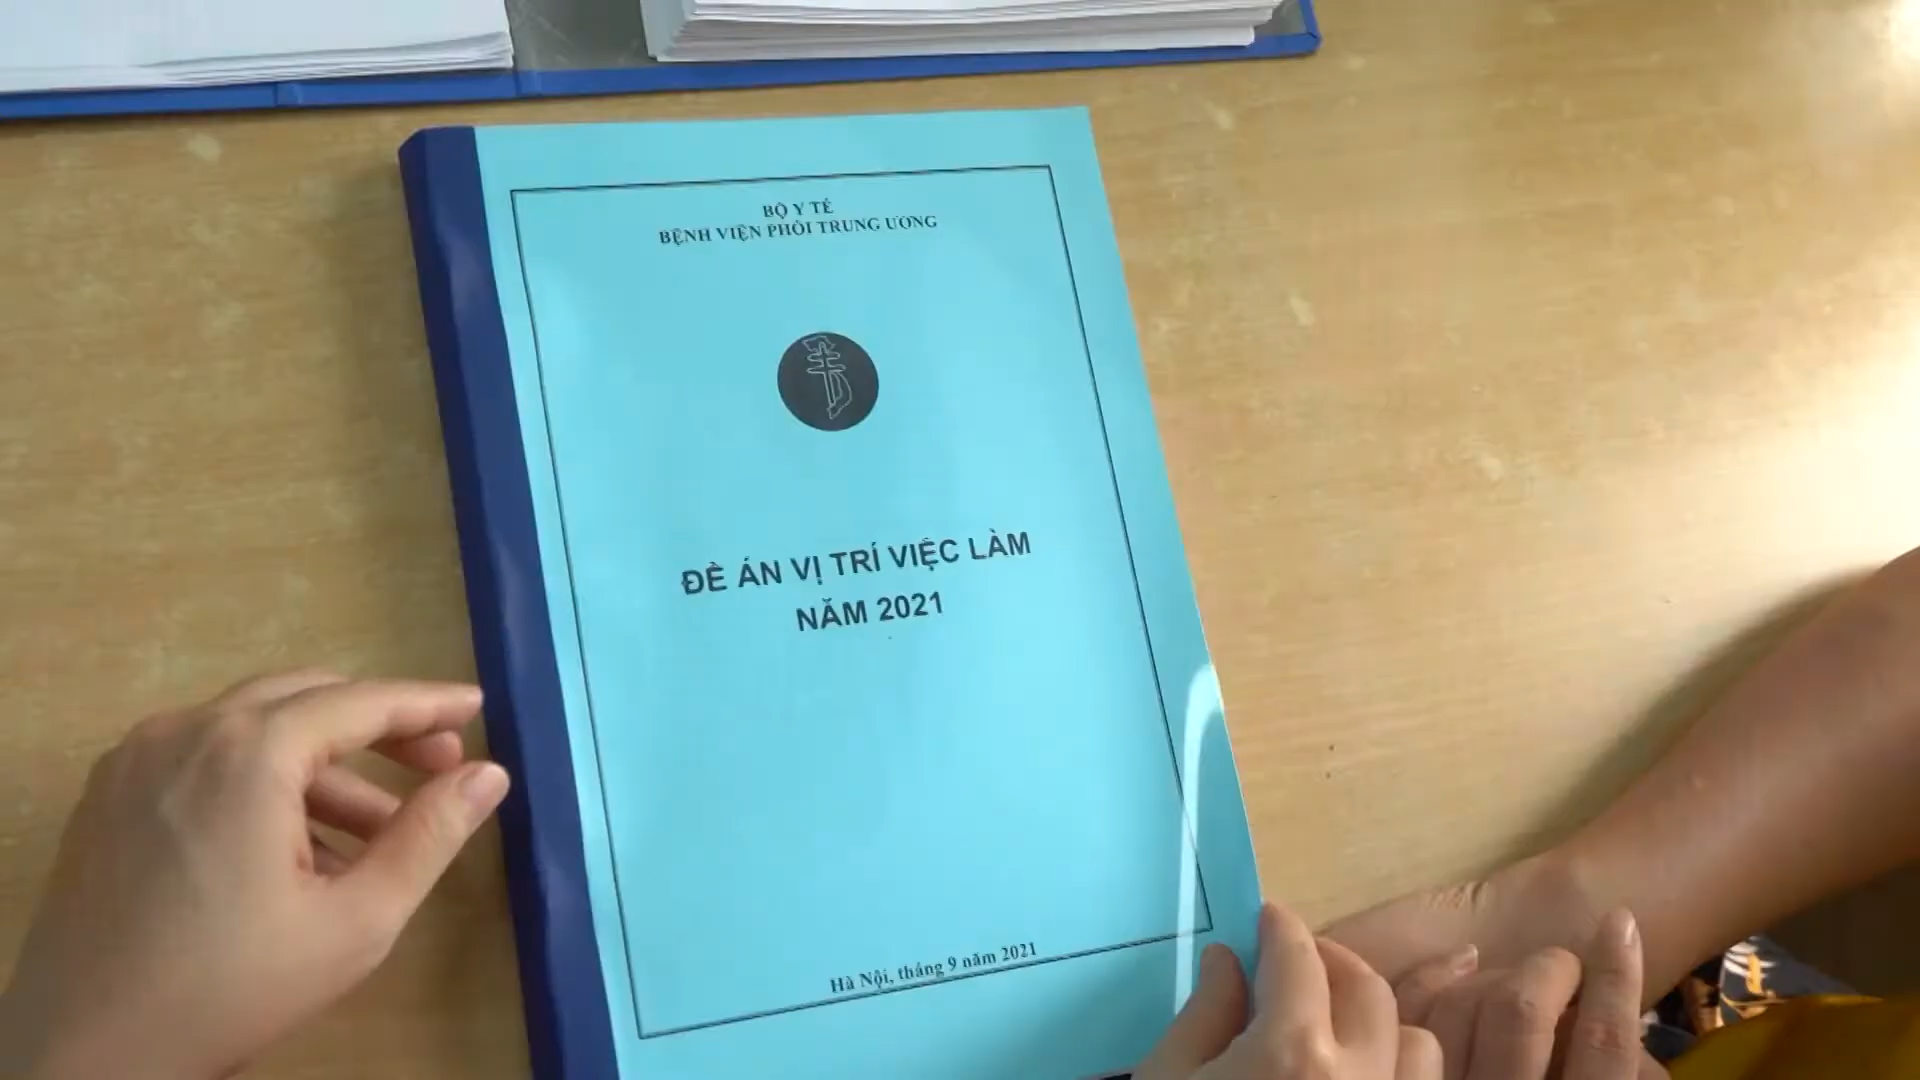 BỘ Y TẾ
BỆNH VIỆN PHỔI TRUNG ƯƠNG
ĐỀ ÁN VỊ TRÍ VIỆC LÀM
NĂM 2021
Hà Nội, tháng 9 năm 2021